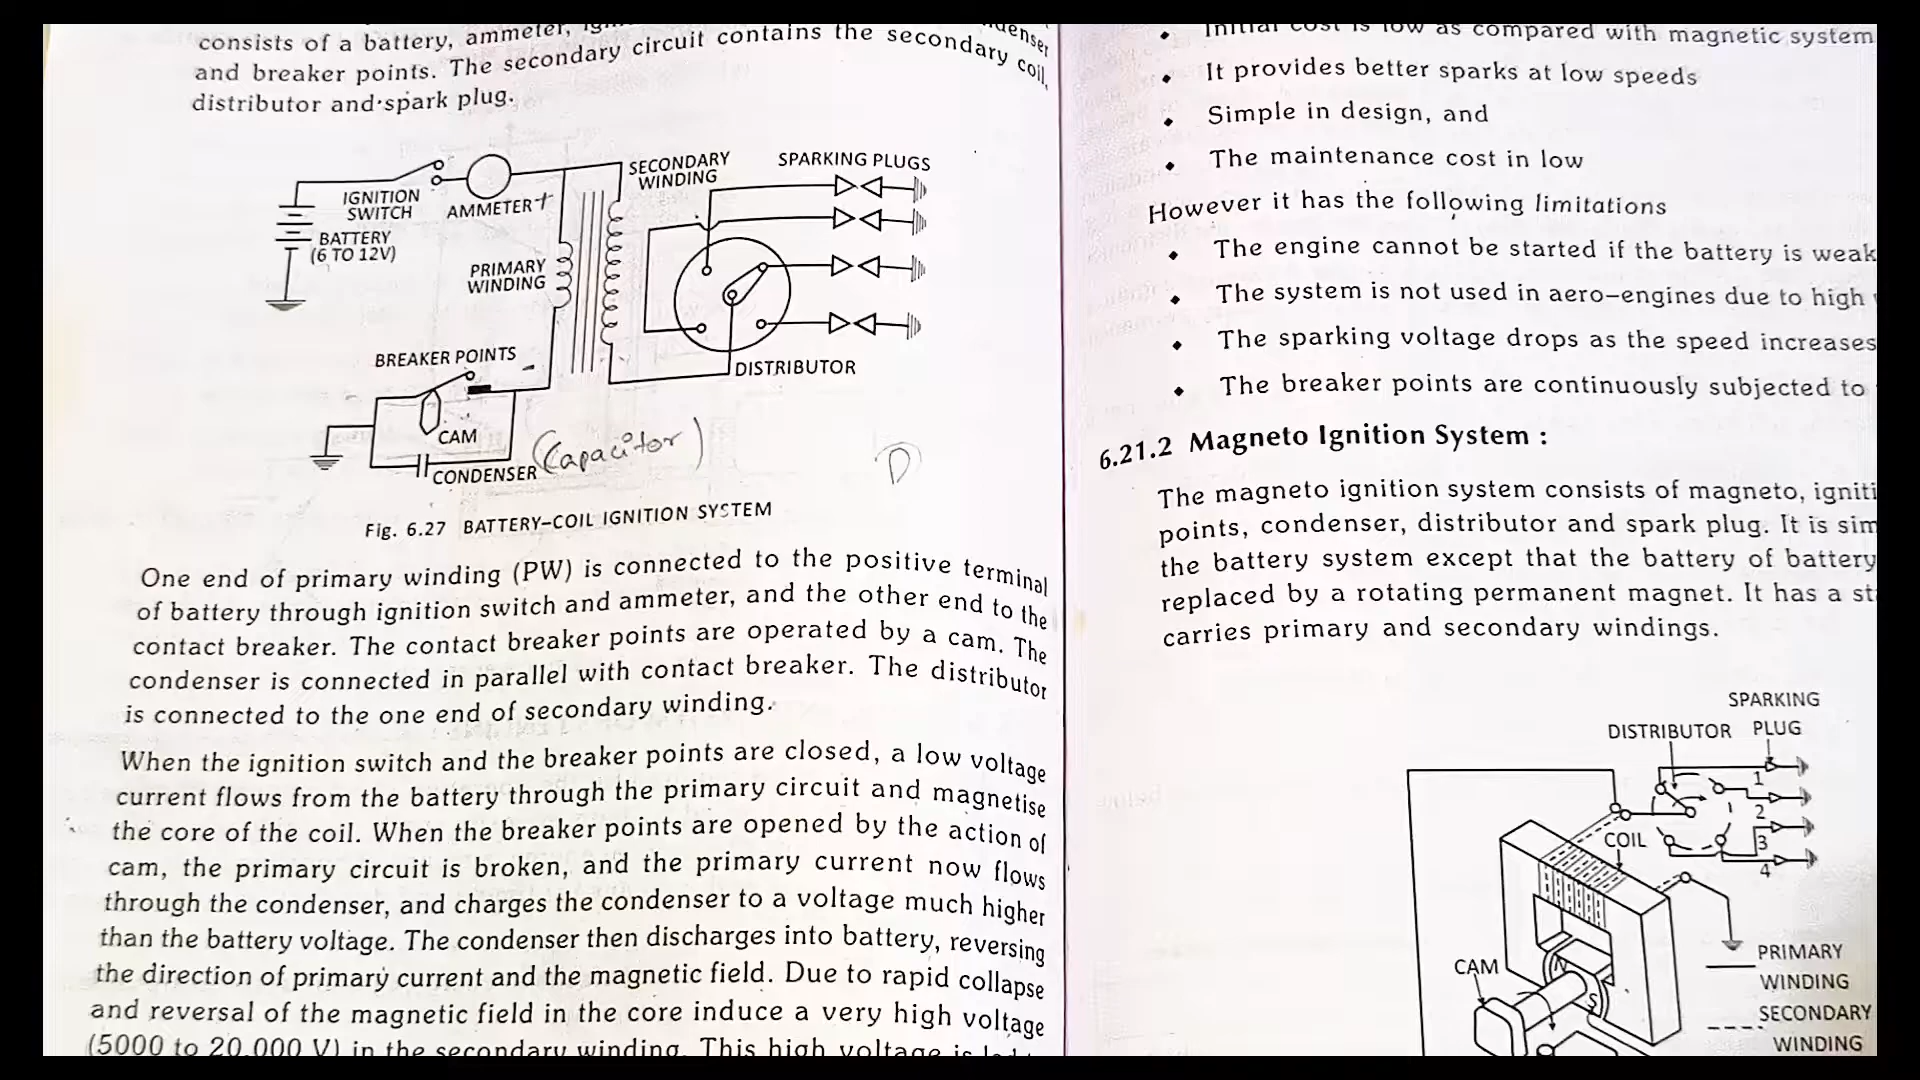 consists of a battery, ammeter,
and breaker points. The secondary circuit contains the secondary coil,
distributor and spark plug.
SECONDARY
WINDING
SPARKING PLUGS
IGNITION
SWITCH
AMMETER +
BATTERY
(6 TO 12V)
PRIMARY
WINDING
BREAKER POINTS
DISTRIBUTOR
CAM
CONDENSER
(Capacitor)
D
Fig. 6.27 BATTERY-COIL IGNITION SYSTEM
One end of primary winding (PW) is connected to the positive terminal
of battery through ignition switch and ammeter, and the other end to the
contact breaker. The contact breaker points are operated by a cam. The
condenser is connected in parallel with contact breaker. The distributor
is connected to the one end of secondary winding.
When the ignition switch and the breaker points are closed, a low voltage
current flows from the battery through the primary circuit and magnetise
the core of the coil. When the breaker points are opened by the action of
cam, the primary circuit is broken, and the primary current now flows
through the condenser, and charges the condenser to a voltage much higher
than the battery voltage. The condenser then discharges into battery, reversing
the direction of primary current and the magnetic field. Due to rapid collapse
and reversal of the magnetic field in the core induce a very high voltage
(5000 to 20,000 V) in the secondary winding. This high voltage is
• Initial cost is low as compared with magnetic system
• It provides better sparks at low speeds
• Simple in design, and
• The maintenance cost in low
However it has the following limitations
• The engine cannot be started if the battery is weak
• The system is not used in aero-engines due to high
• The sparking voltage drops as the speed increases
• The breaker points are continuously subjected to
6.21.2 Magneto Ignition System :
The magneto ignition system consists of magneto, igniti
points, condenser, distributor and spark plug. It is sim
the battery system except that the battery of battery
replaced by a rotating permanent magnet. It has a st
carries primary and secondary windings.
SPARKING
PLUG
DISTRIBUTOR
1
2
3
4
COIL
CAM
N
S
PRIMARY
WINDING
SECONDARY
WINDING